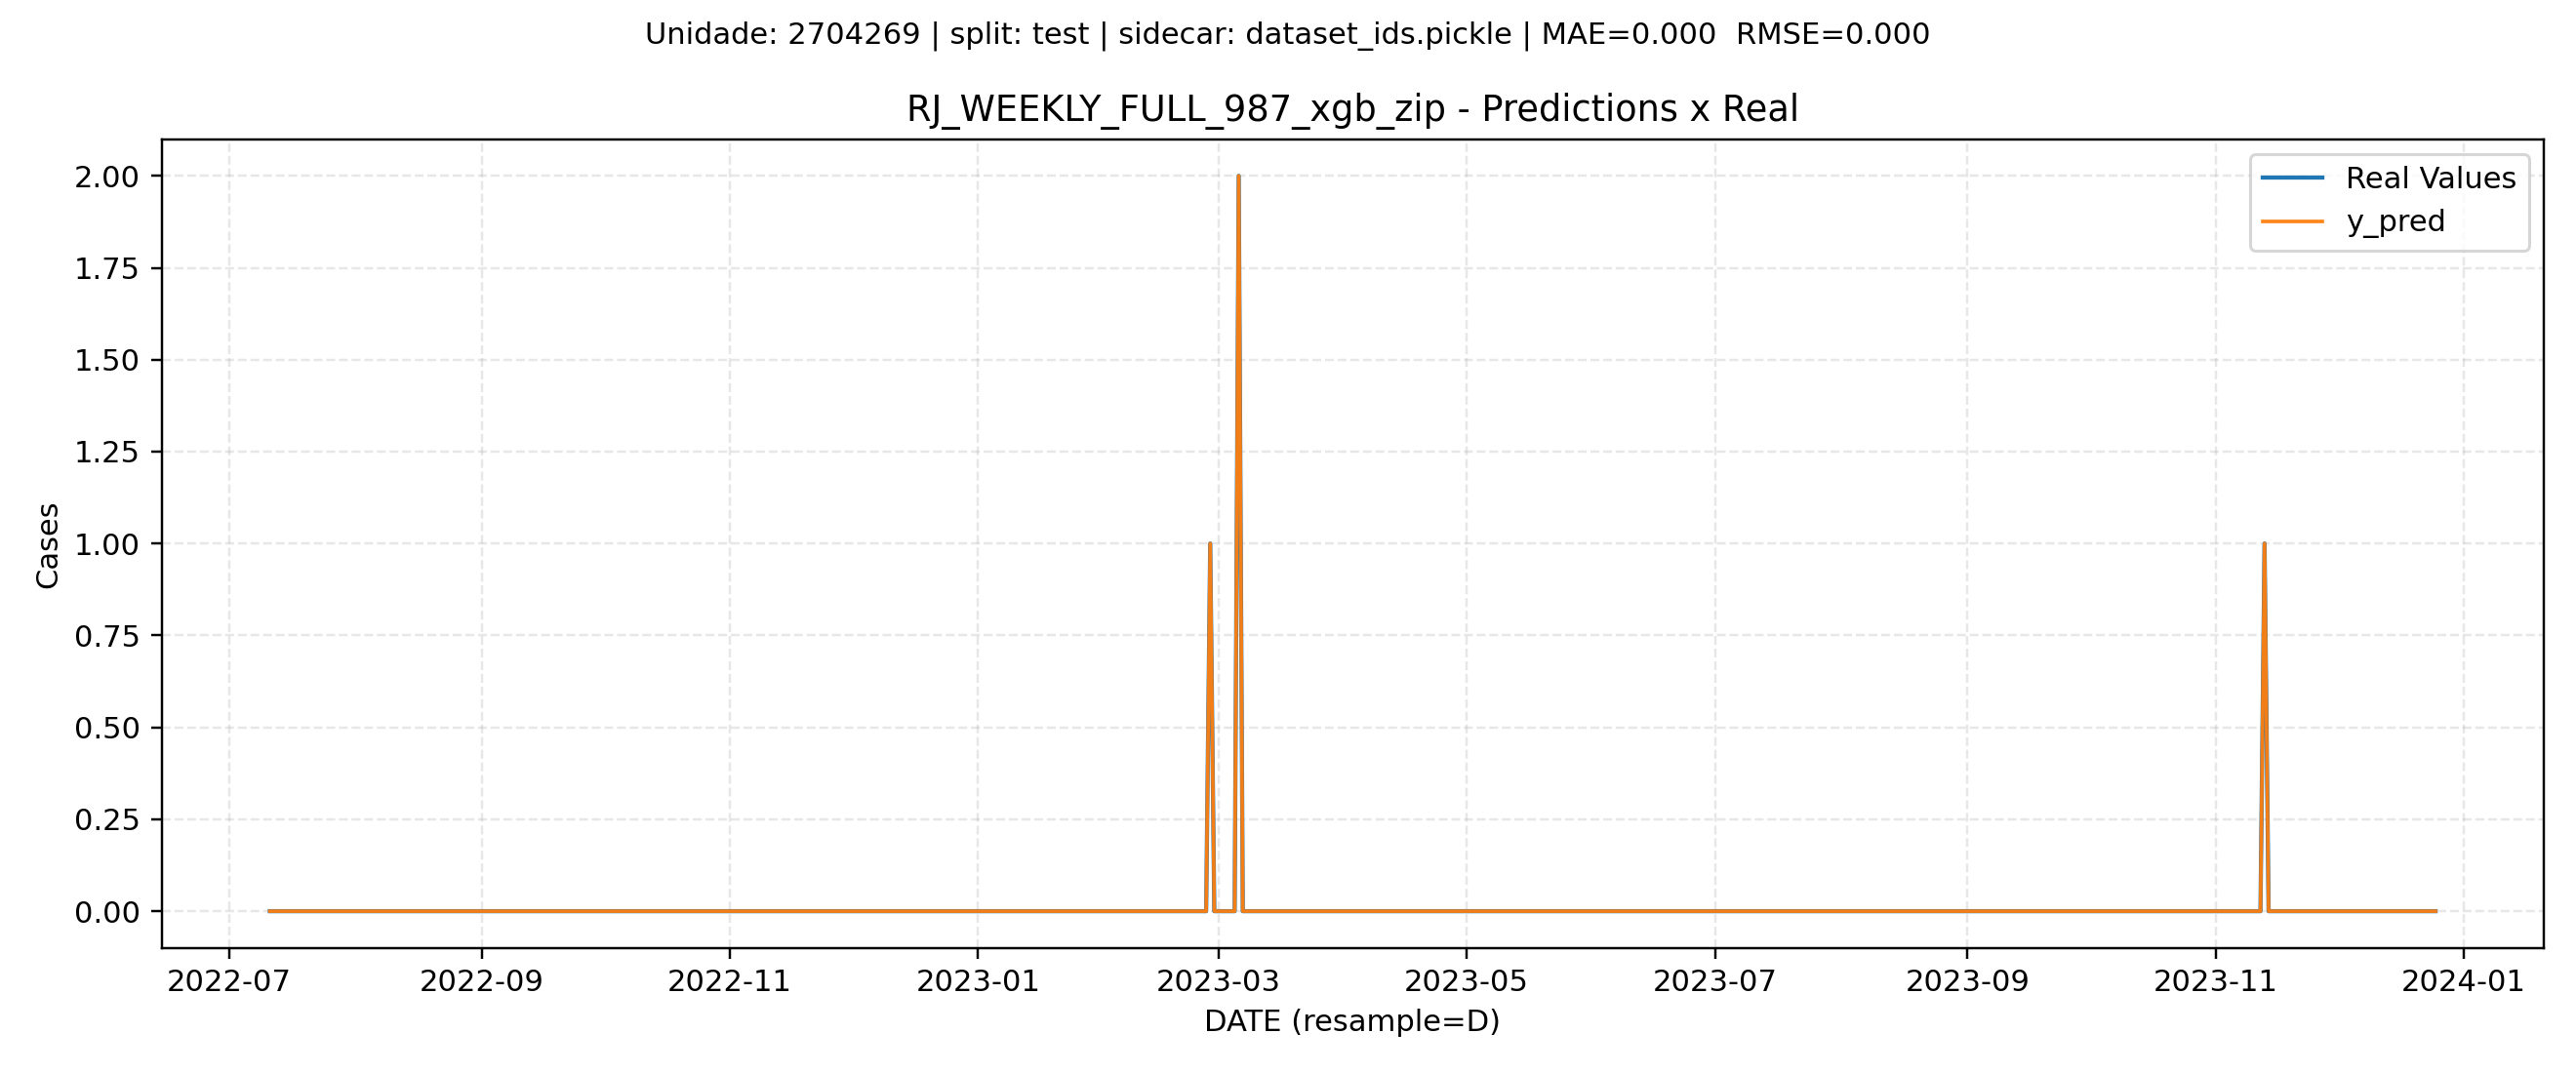 Unidade: 2704269 | split: test | sidecar: dataset_ids.pickle | MAE=0.000  RMSE=0.000
RJ_WEEKLY_FULL_987_xgb_zip - Predictions x Real
Real Values
y_pred
2.00
1.75
1.50
1.25
1.00
0.75
0.50
0.25
0.00
Cases
2022-07 2022-09 2022-11 2023-01 2023-03 2023-05 2023-07 2023-09 2023-11 2024-01
DATE (resample=D)